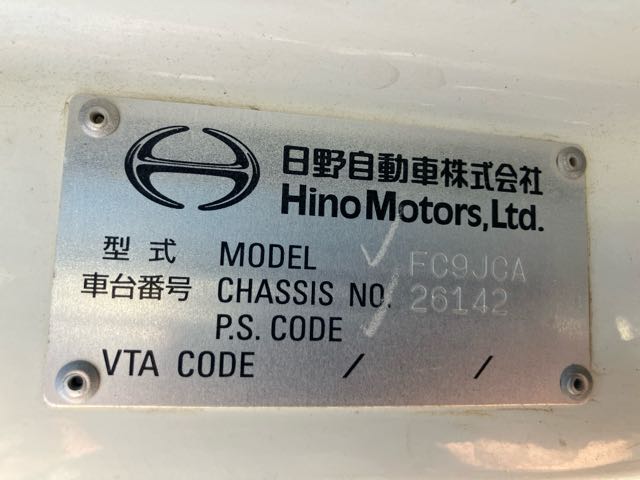 日野自動車株式会社
Hino Motors, Ltd.
型式 MODEL FC9JCA
車台番号 CHASSIS NO. 26142
P.S. CODE
VTA CODE / /